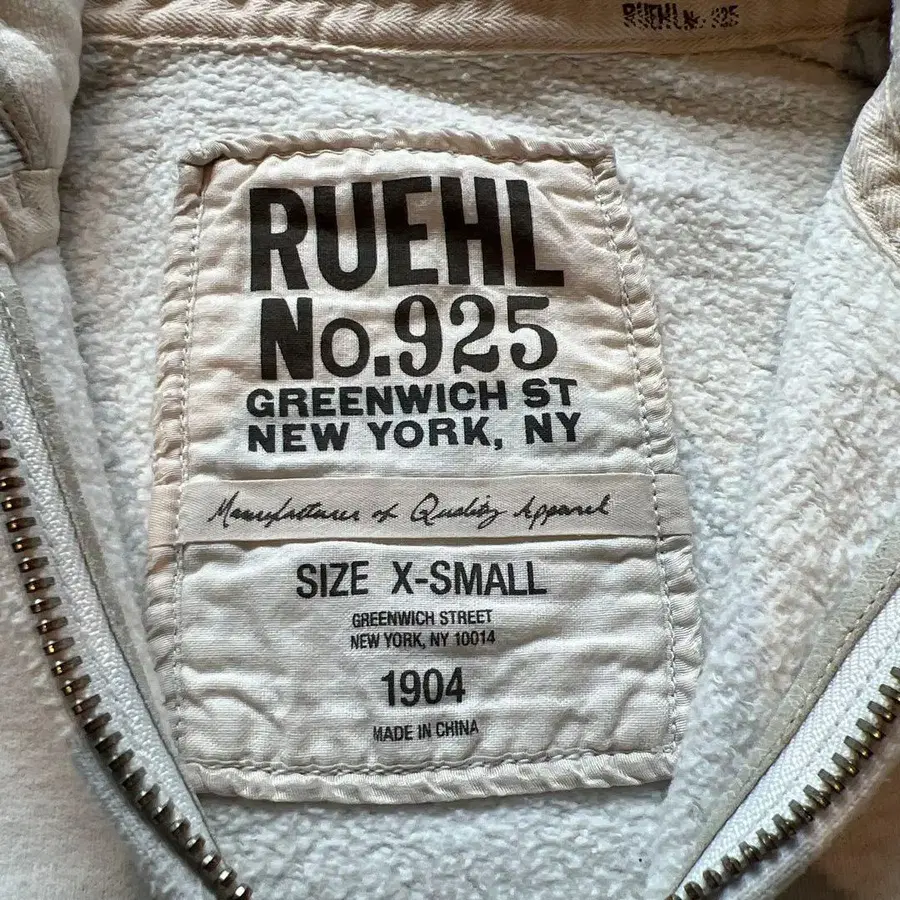 RUEHL No. 925
RUEHL
No.925
GREENWICH ST
NEW YORK, NY
Manufacturer of Quality Apparel
SIZE X-SMALL
GREENWICH STREET
NEW YORK, NY 10014
1904
MADE IN CHINA